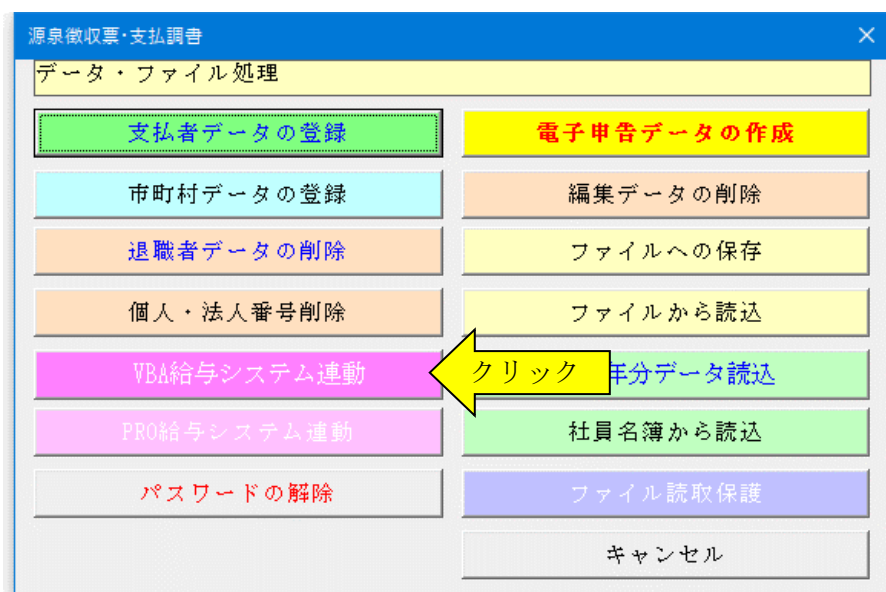 源泉徴収票・支払調書
データ・ファイル処理
支払者データの登録
電子申告データの作成
市町村データの登録
編集データの削除
退職者データの削除
ファイルへの保存
個人・法人番号削除
ファイルから読込
VBA給与システム連動
クリック
年分データ読込
PRO給与システム連動
社員名簿から読込
パスワードの解除
ファイル読取保護
キャンセル